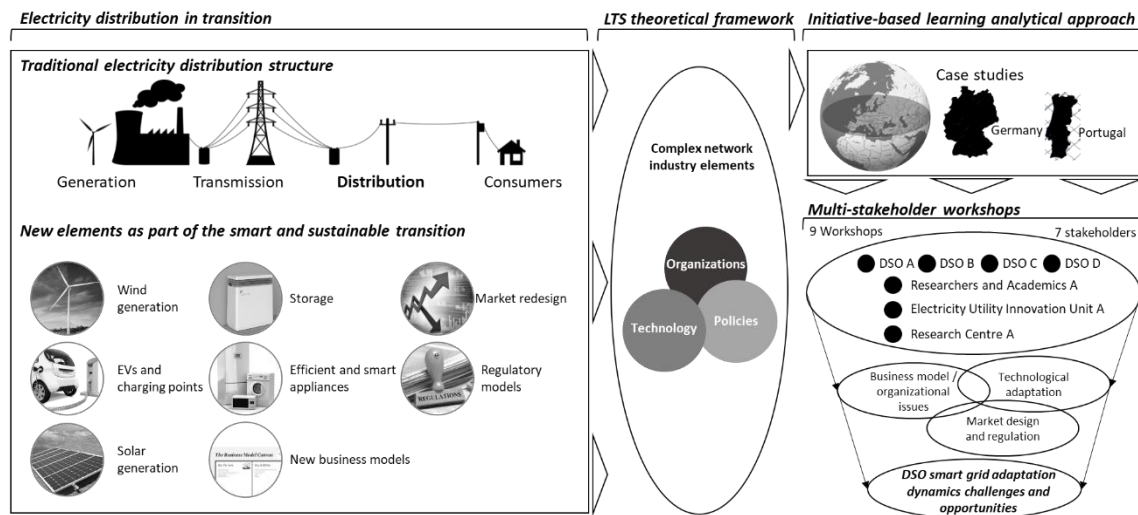 Electricity distribution in transition
LTS theoretical framework
Initiative-based learning analytical approach
Traditional electricity distribution structure
Generation
Transmission
Distribution
Consumers
New elements as part of the smart and sustainable transition
Wind
generation
Storage
Market redesign
EVs and
charging points
Efficient and smart
appliances
Regulatory
models
REGULATIONS
Solar
generation
The Business Model Canvas
New business models
Complex network
industry elements
Organizations
Technology
Policies
Case studies
Germany
Portugal
Multi-stakeholder workshops
9 Workshops
7 stakeholders
DSO A
DSO B
DSO C
DSO D
Researchers and Academics A
Electricity Utility Innovation Unit A
Research Centre A
Business model /
organizational
issues
Technological
adaptation
Market design
and regulation
DSO smart grid adaptation
dynamics challenges and
opportunities